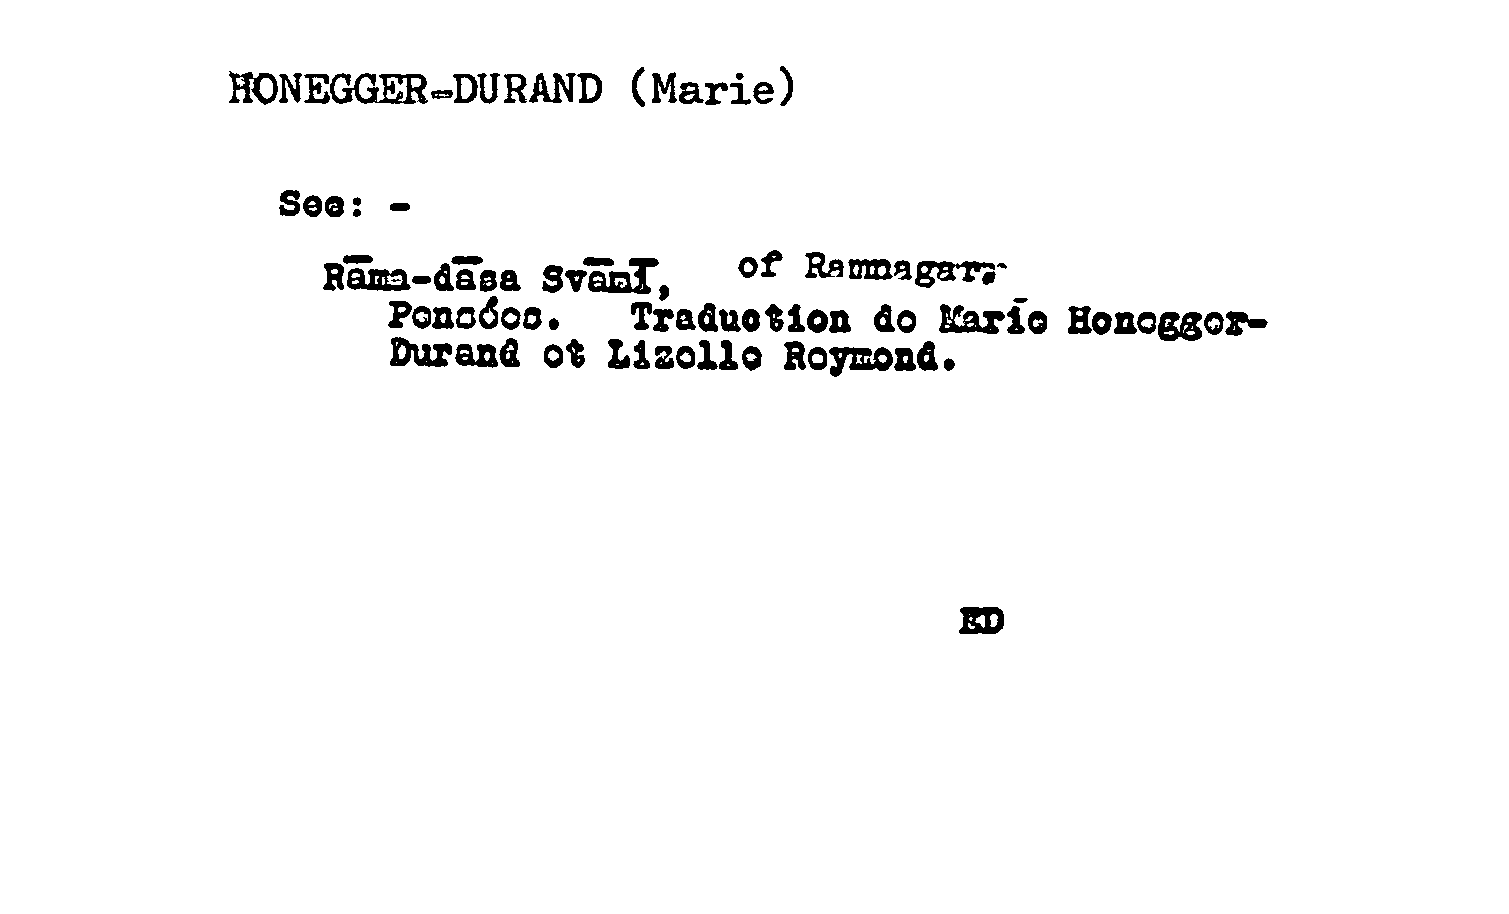 HONEGGER-DURAND (Marie)
See: -
Rāma-dāsa Svāmī, of Ramnagar.
Pensées. Traduction de Marie Honegger-
Durand et Lizelle Reymond.
ED